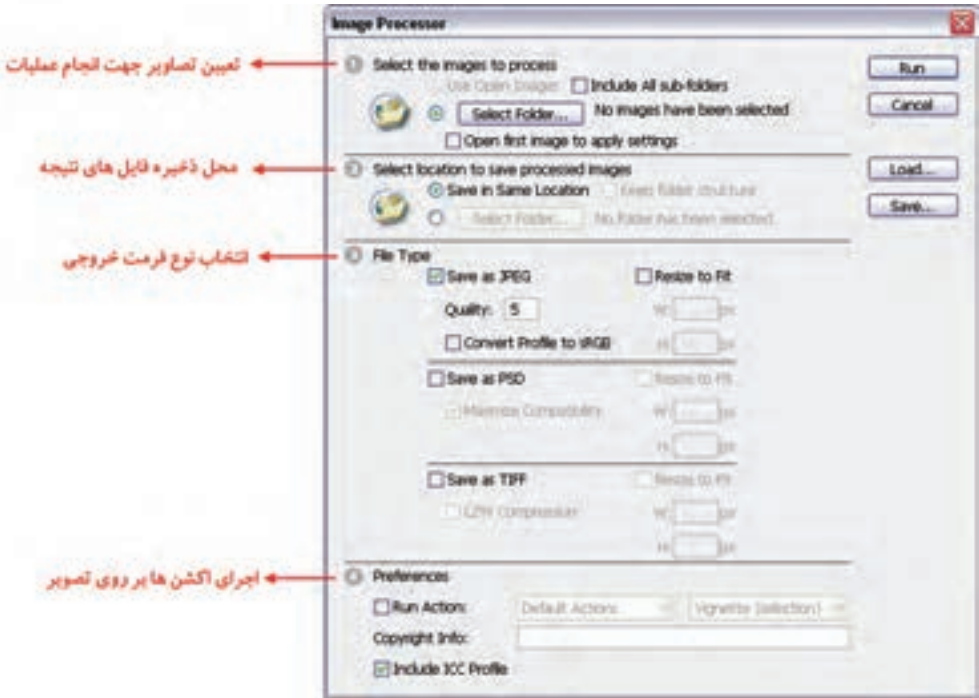 Image Processor
تعیین تصاویر جهت انجام عملیات
Select the images to process
Run
Use Open Images
Include All sub-folders
Select Folder...
No images have been selected
Cancel
Open first image to apply settings
محل ذخیره فایل های نتیجه
Select location to save processed images
Load...
Save in Same Location
Keep folder structure
Save...
Select Folder...
No folder has been selected
انتخاب نوع فرمت خروجی
File Type
Save as JPEG
Resize to Fit
Quality: 5
W: px
Convert Profile to sRGB
H: px
Save as PSD
Resize to Fit
Maximize Compatibility
W: px
H: px
Save as TIFF
Resize to Fit
LZW Compression
W: px
H: px
اجرای اکشن ها بر روی تصویر
Preferences
Run Action:
Default Actions
Vignette (selection)
Copyright Info:
Include ICC Profile